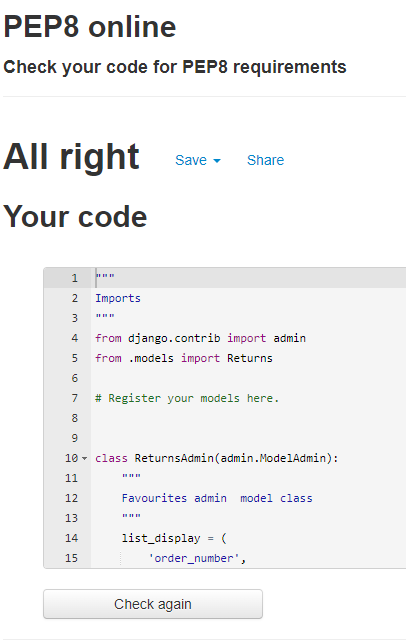 PEP8 online
Check your code for PEP8 requirements
All right Save Share
Your code
1 """
2 Imports
3 """
4 from django.contrib import admin
5 from .models import Returns
6
7 # Register your models here.
8
9
10 class ReturnsAdmin(admin.ModelAdmin):
11     """
12     Favourites admin  model class
13     """
14     list_display = (
15         'order_number',
Check again